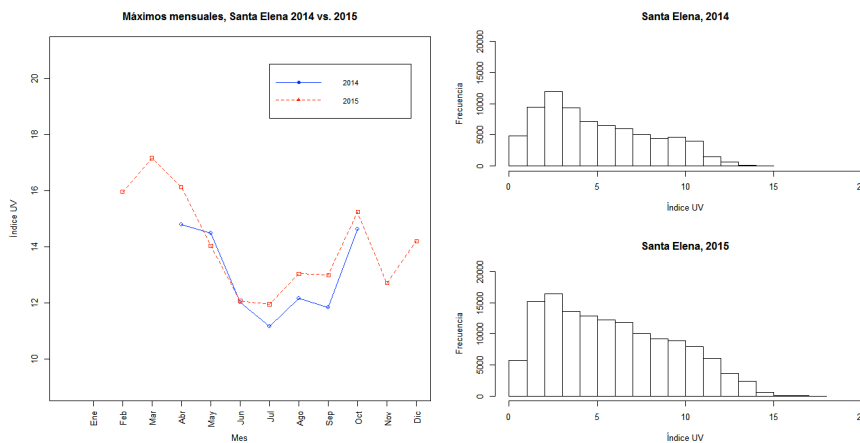 Máximos mensuales, Santa Elena 2014 vs. 2015
20
18
16
14
12
10
Índice UV
2014
2015
Ene Feb Mar Abr May Jun Jul Ago Sep Oct Nov Dic
Mes
Santa Elena, 2014
20000
15000
10000
5000
0
Frecuencia
0 5 10 15 20
Índice UV
Santa Elena, 2015
20000
15000
10000
5000
0
Frecuencia
0 5 10 15
Índice UV